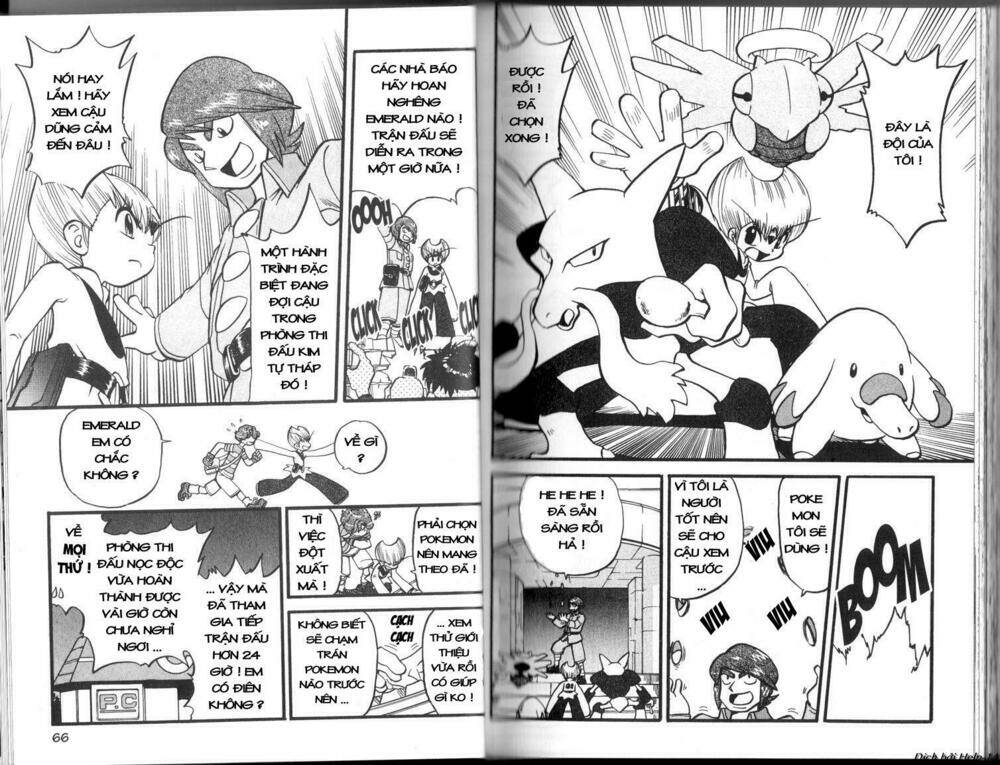 NÓI HAY
LẮM ! HÃY
XEM CẬU
DŨNG CẢM
ĐẾN ĐÂU !
MỘT HÀNH
TRÌNH ĐẶC
BIỆT ĐANG
ĐỢI CẬU
TRONG
PHÒNG THI
ĐẤU KIM
TỰ THÁP
ĐÓ !
CÁC NHÀ BÁO
HÃY HOAN
NGHÊNG
EMERALD NÀO !
TRẬN ĐẤU SẼ
DIỄN RA TRONG
MỘT GIỜ NỮA !
OOOH
CLICK
CLICK
CLICK
EMERALD
EM CÓ
CHẮC
KHÔNG ?
VỀ GÌ
?
VỀ
MỌI
THỨ !
PHÒNG THI
ĐẤU NỌC ĐỘC
VỪA HOÀN
THÀNH ĐƯỢC
VÀI GIỜ CÒN
CHƯA NGHỈ
NGƠI ...
... VẬY MÀ
ĐÃ THAM
GIA TIẾP
TRẬN ĐẤU
HƠN 24
GIỜ ! EM
CÓ ĐIÊN
KHÔNG ?
P.C
THÌ
VIỆC
ĐỘT
XUẤT
MÀ !
PHẢI CHỌN
POKEMON
NÊN MANG
THEO ĐÃ !
KHÔNG BIẾT
SẼ CHẠM
TRÁN
POKEMON
NÀO TRƯỚC
NÊN ...
CẠCH
CẠCH
... XEM
THỬ GIỚI
THIỆU
VỪA RỒI
CÓ GIÚP
GÌ KO !
66
ĐƯỢC
RỒI !
ĐÃ
CHỌN
XONG !
ĐÂY LÀ
ĐỘI CỦA
TÔI !
HE HE HE !
ĐÃ SẴN
SÀNG RỒI
HẢ !
VÌ TÔI LÀ
NGƯỜI
TỐT NÊN
SẼ CHO
CẬU XEM
TRƯỚC
...
POKE
MON
TÔI SẼ
DÙNG !
VIU
VIU
VIU
VIU
BOOM
Dịch bởi